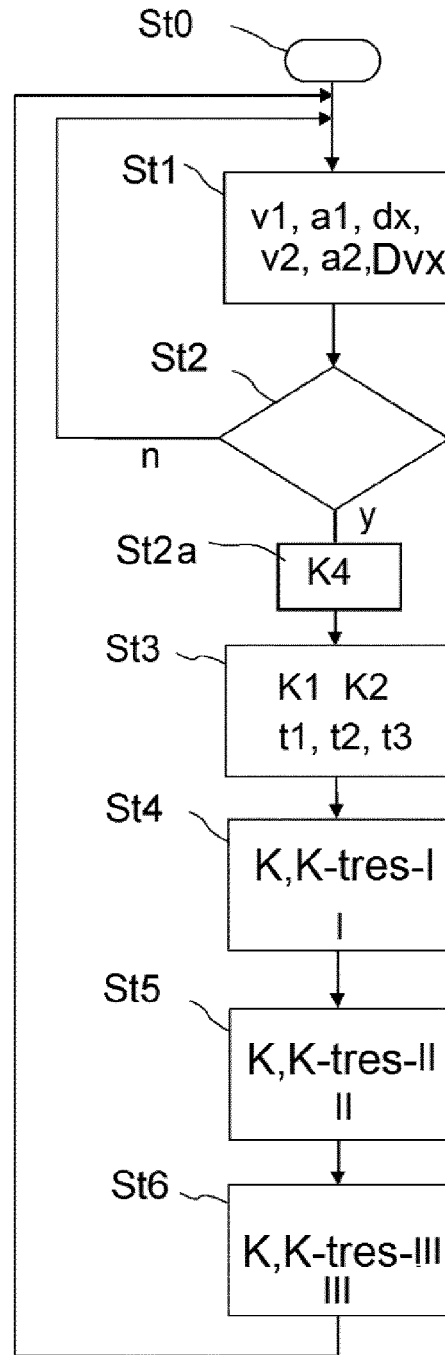 St0
St1
v1, a1, dx,
v2, a2,Dvx
St2
n
y
St2a
K4
St3
K1 K2
t1, t2, t3
St4
K,K-tres-I
I
St5
K,K-tres-II
II
St6
K,K-tres-III
III